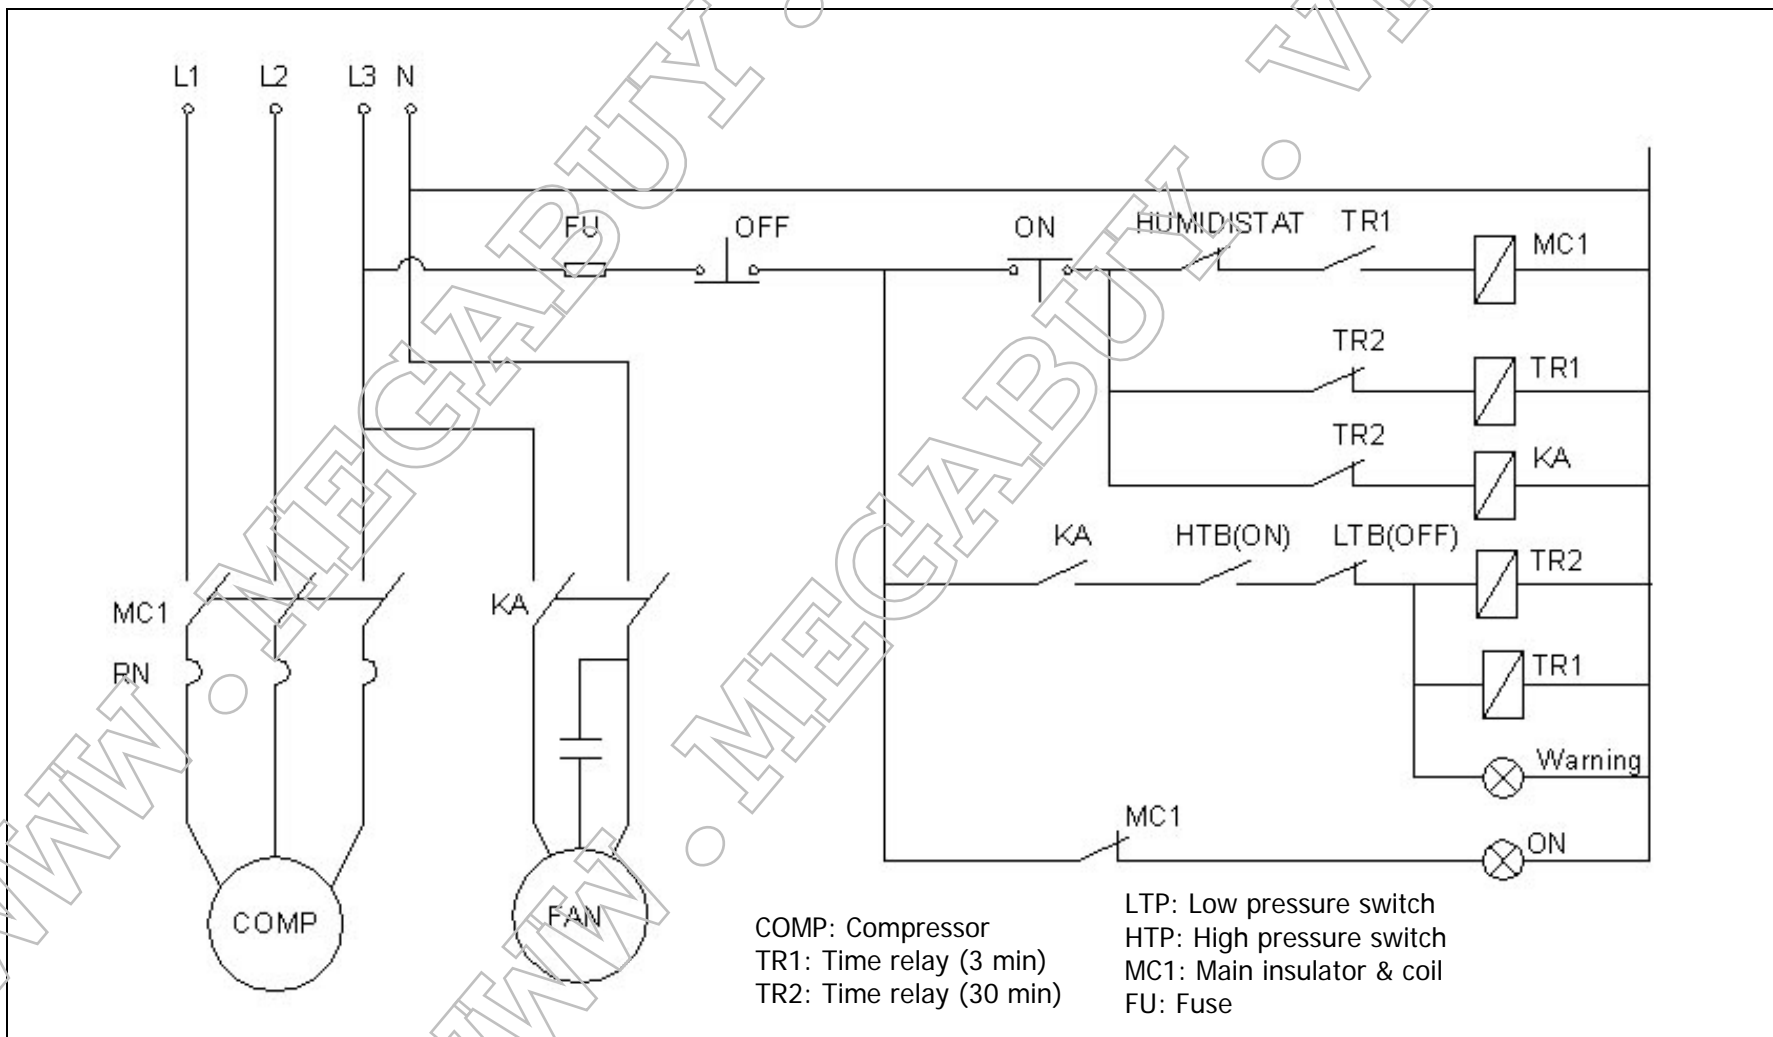 L1 L2 L3 N
FU OFF ON HUMIDISTAT TR1 MC1
TR2 TR1
TR2 KA
KA HTB(ON) LTB(OFF) TR2
MC1 KA
RN TR1
Warning
MC1 ON
COMP FAN
COMP: Compressor
TR1: Time relay (3 min)
TR2: Time relay (30 min)
LTP: Low pressure switch
HTP: High pressure switch
MC1: Main insulator & coil
FU: Fuse
WWW.MEGABUY.VN
WWW.MEGABUY.VN